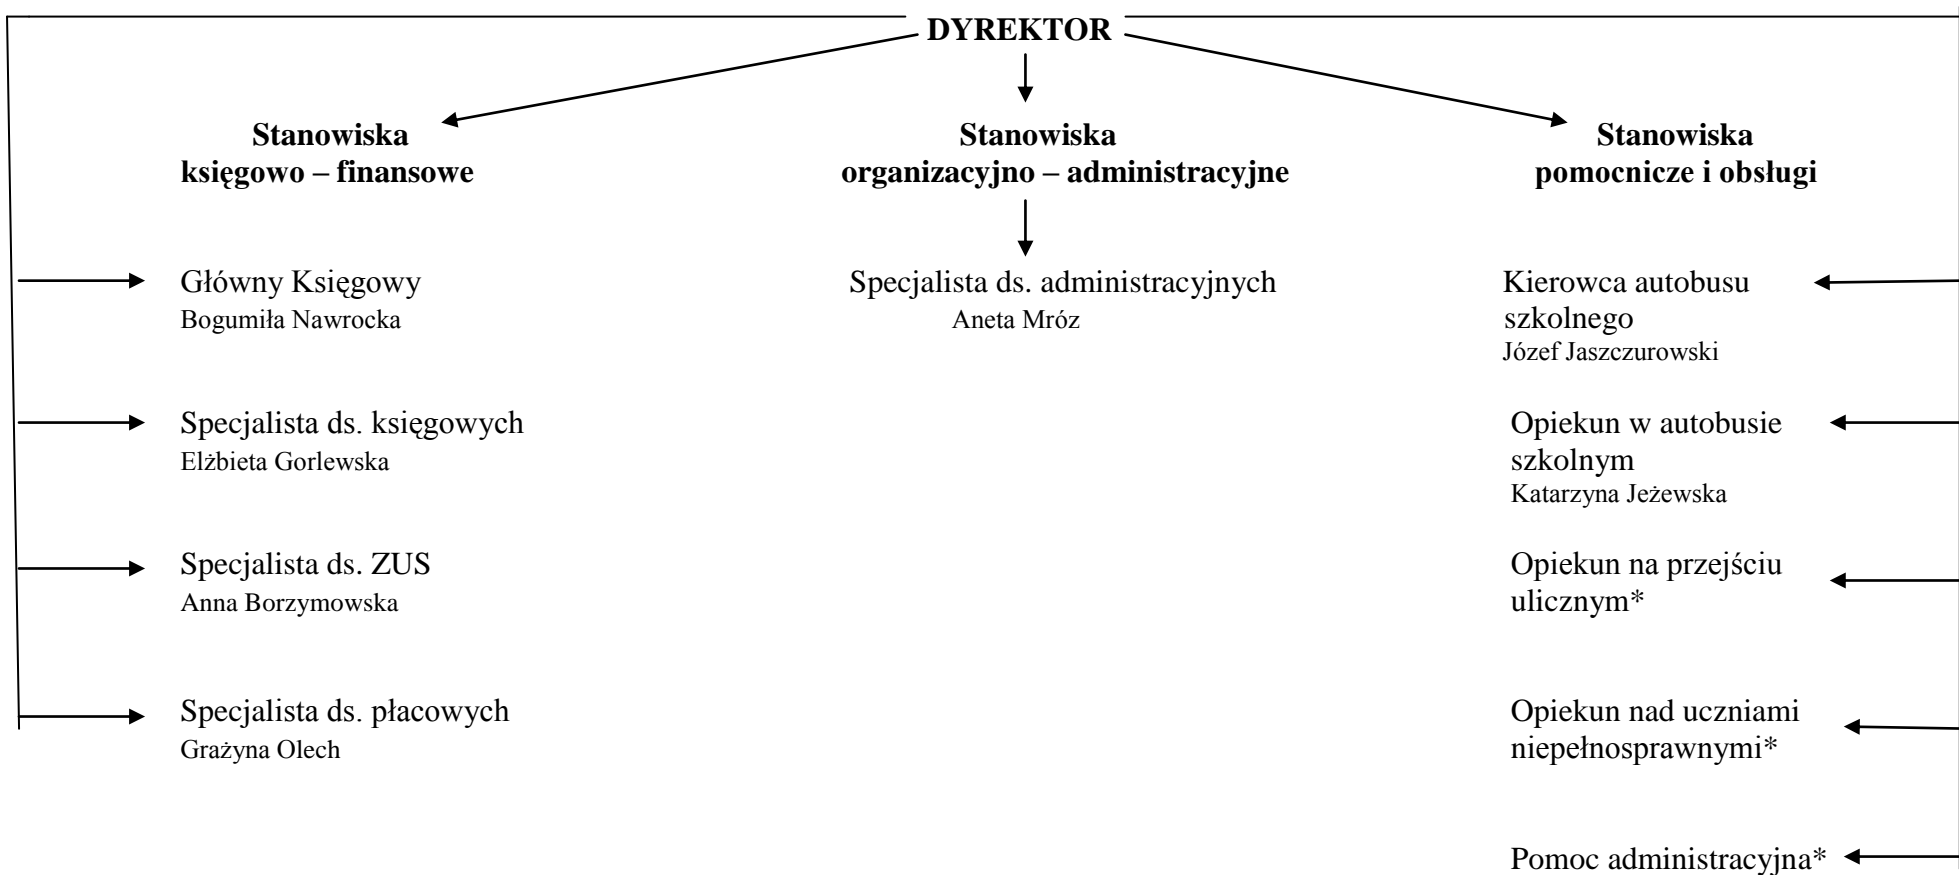 DYREKTOR
Stanowiska
księgowo – finansowe
Stanowiska
organizacyjno – administracyjne
Stanowiska
pomocnicze i obsługi
Główny Księgowy
Bogumiła Nawrocka
Specjalista ds. administracyjnych
Aneta Mróz
Kierowca autobusu
szkolnego
Józef Jaszczurowski
Specjalista ds. księgowych
Elżbieta Gorlewska
Opiekun w autobusie
szkolnym
Katarzyna Jeżewska
Specjalista ds. ZUS
Anna Borzymowska
Opiekun na przejściu
ulicznym*
Specjalista ds. płacowych
Grażyna Olech
Opiekun nad uczniami
niepełnosprawnymi*
Pomoc administracyjna*